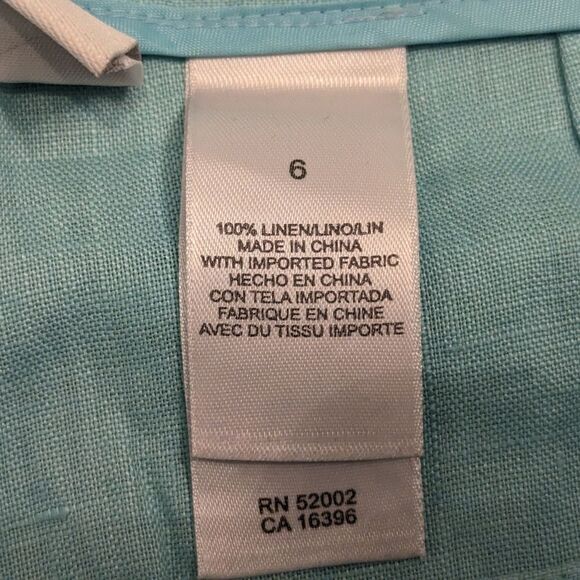 6
100% LINEN/LINO/LIN
MADE IN CHINA
WITH IMPORTED FABRIC
HECHO EN CHINA
CON TELA IMPORTADA
FABRIQUE EN CHINE
AVEC DU TISSU IMPORTE
RN 52002
CA 16396